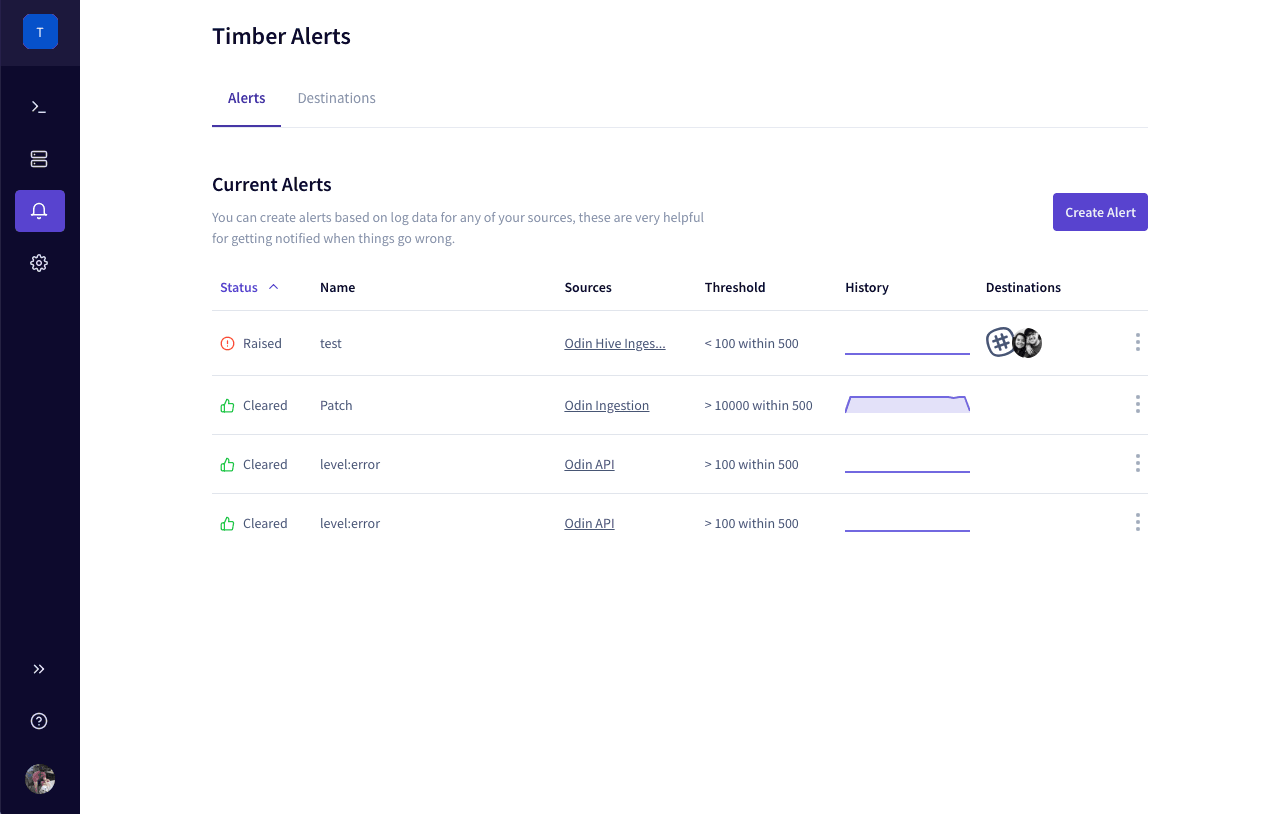 T
Timber Alerts
Alerts Destinations
Current Alerts
You can create alerts based on log data for any of your sources, these are very helpful
for getting notified when things go wrong.
Create Alert
Status Name Sources Threshold History Destinations
Raised test Odin Hive Inges... < 100 within 500
Cleared Patch Odin Ingestion > 10000 within 500
Cleared level:error Odin API > 100 within 500
Cleared level:error Odin API > 100 within 500